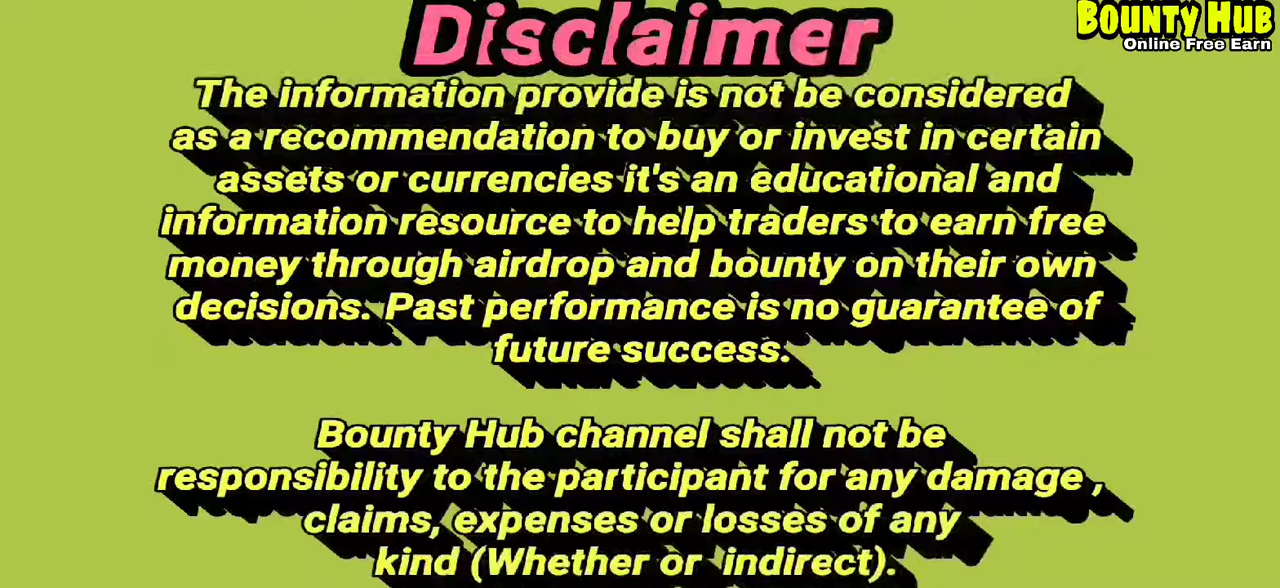 Disclaimer
BOUNTY HUB
Online Free Earn
The information provide is not be considered
as a recommendation to buy or invest in certain
assets or currencies it's an educational and
information resource to help traders to earn free
money through airdrop and bounty on their own
decisions. Past performance is no guarantee of
future success.
Bounty Hub channel shall not be
responsibility to the participant for any damage ,
claims, expenses or losses of any
kind (Whether or indirect).